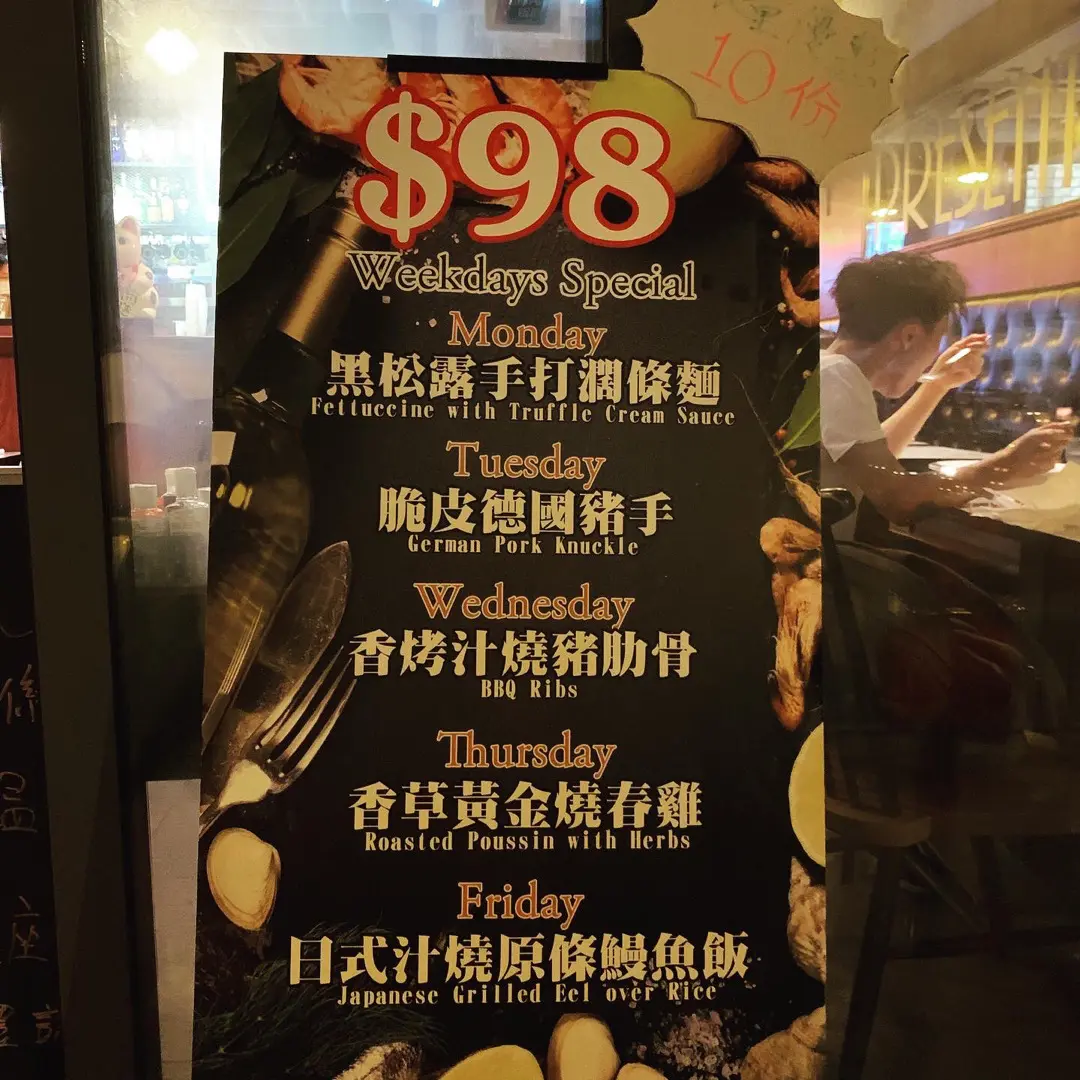 10份
$98
Weekdays Special
Monday
黑松露手打潤條麵
Fettuccine with Truffle Cream Sauce
Tuesday
脆皮德國豬手
German Pork Knuckle
Wednesday
香烤汁燒豬肋骨
BBQ Ribs
Thursday
香草黃金燒春雞
Roasted Poussin with Herbs
Friday
日式汁燒原條鰻魚飯
Japanese Grilled Eel over Rice